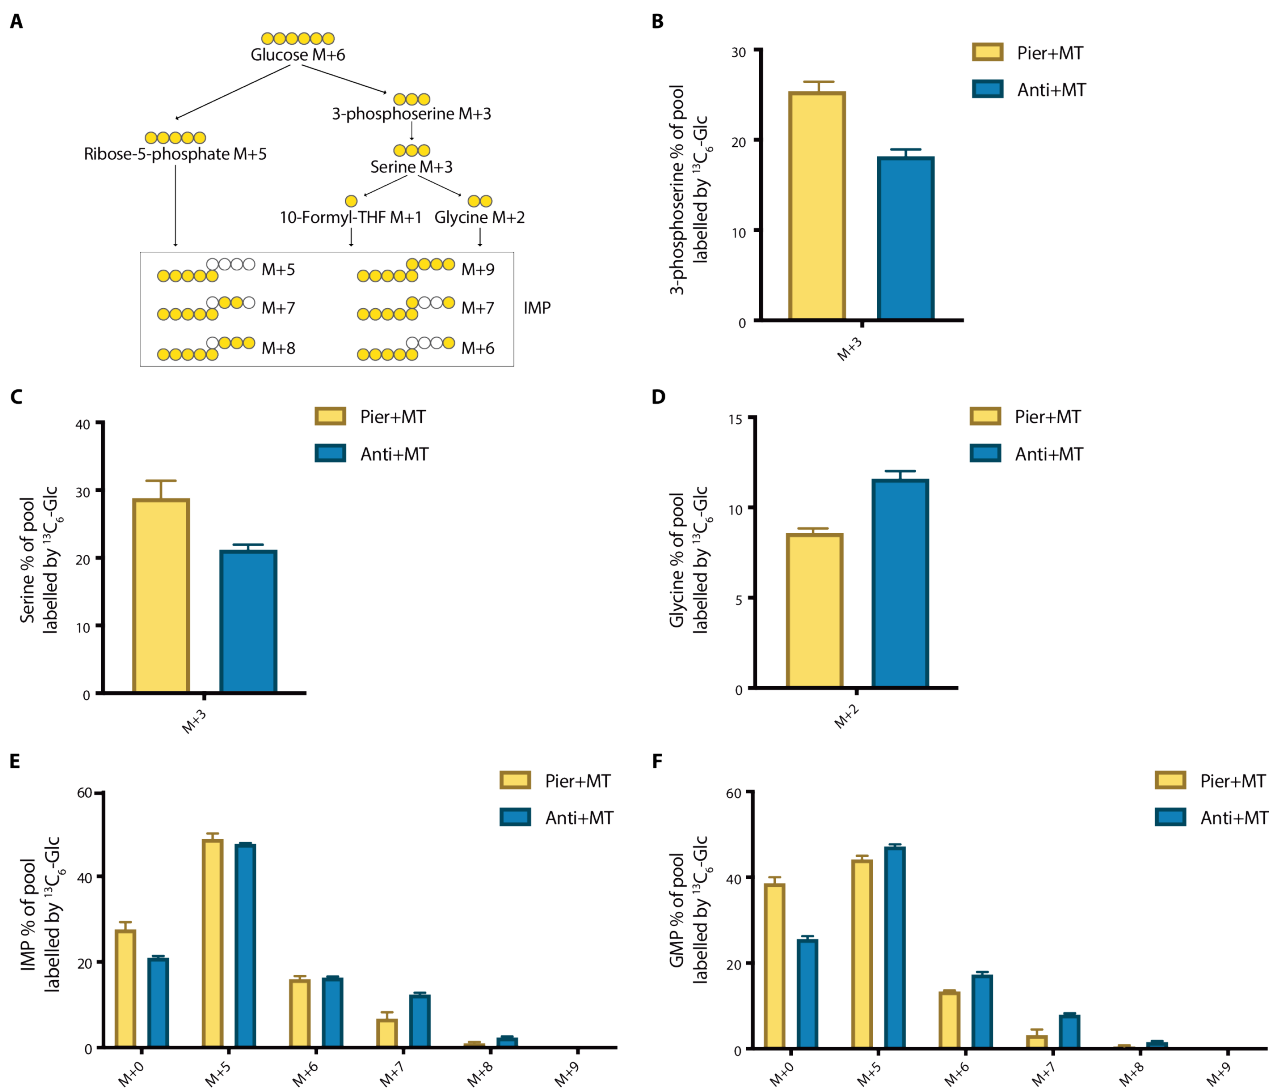 A
Glucose M+6
3-phosphoserine M+3
Ribose-5-phosphate M+5
Serine M+3
10-Formyl-THF M+1 Glycine M+2
M+5 M+9
M+7 M+7 IMP
M+8 M+6
B
Pier+MT
Anti+MT
3-phosphoserine % of pool
labelled by ¹³C₆-Glc
30
20
10
0
M+3
C
Pier+MT
Anti+MT
Serine % of pool
labelled by ¹³C₆-Glc
40
30
20
10
0
M+3
D
Pier+MT
Anti+MT
Glycine % of pool
labelled by ¹³C₆-Glc
15
10
5
0
M+2
E
Pier+MT
Anti+MT
IMP % of pool
labelled by ¹³C₆-Glc
60
40
20
0
M+0 M+5 M+6 M+7 M+8 M+9
F
Pier+MT
Anti+MT
GMP % of pool
labelled by ¹³C₆-Glc
60
40
20
0
M+0 M+5 M+6 M+7 M+8 M+9